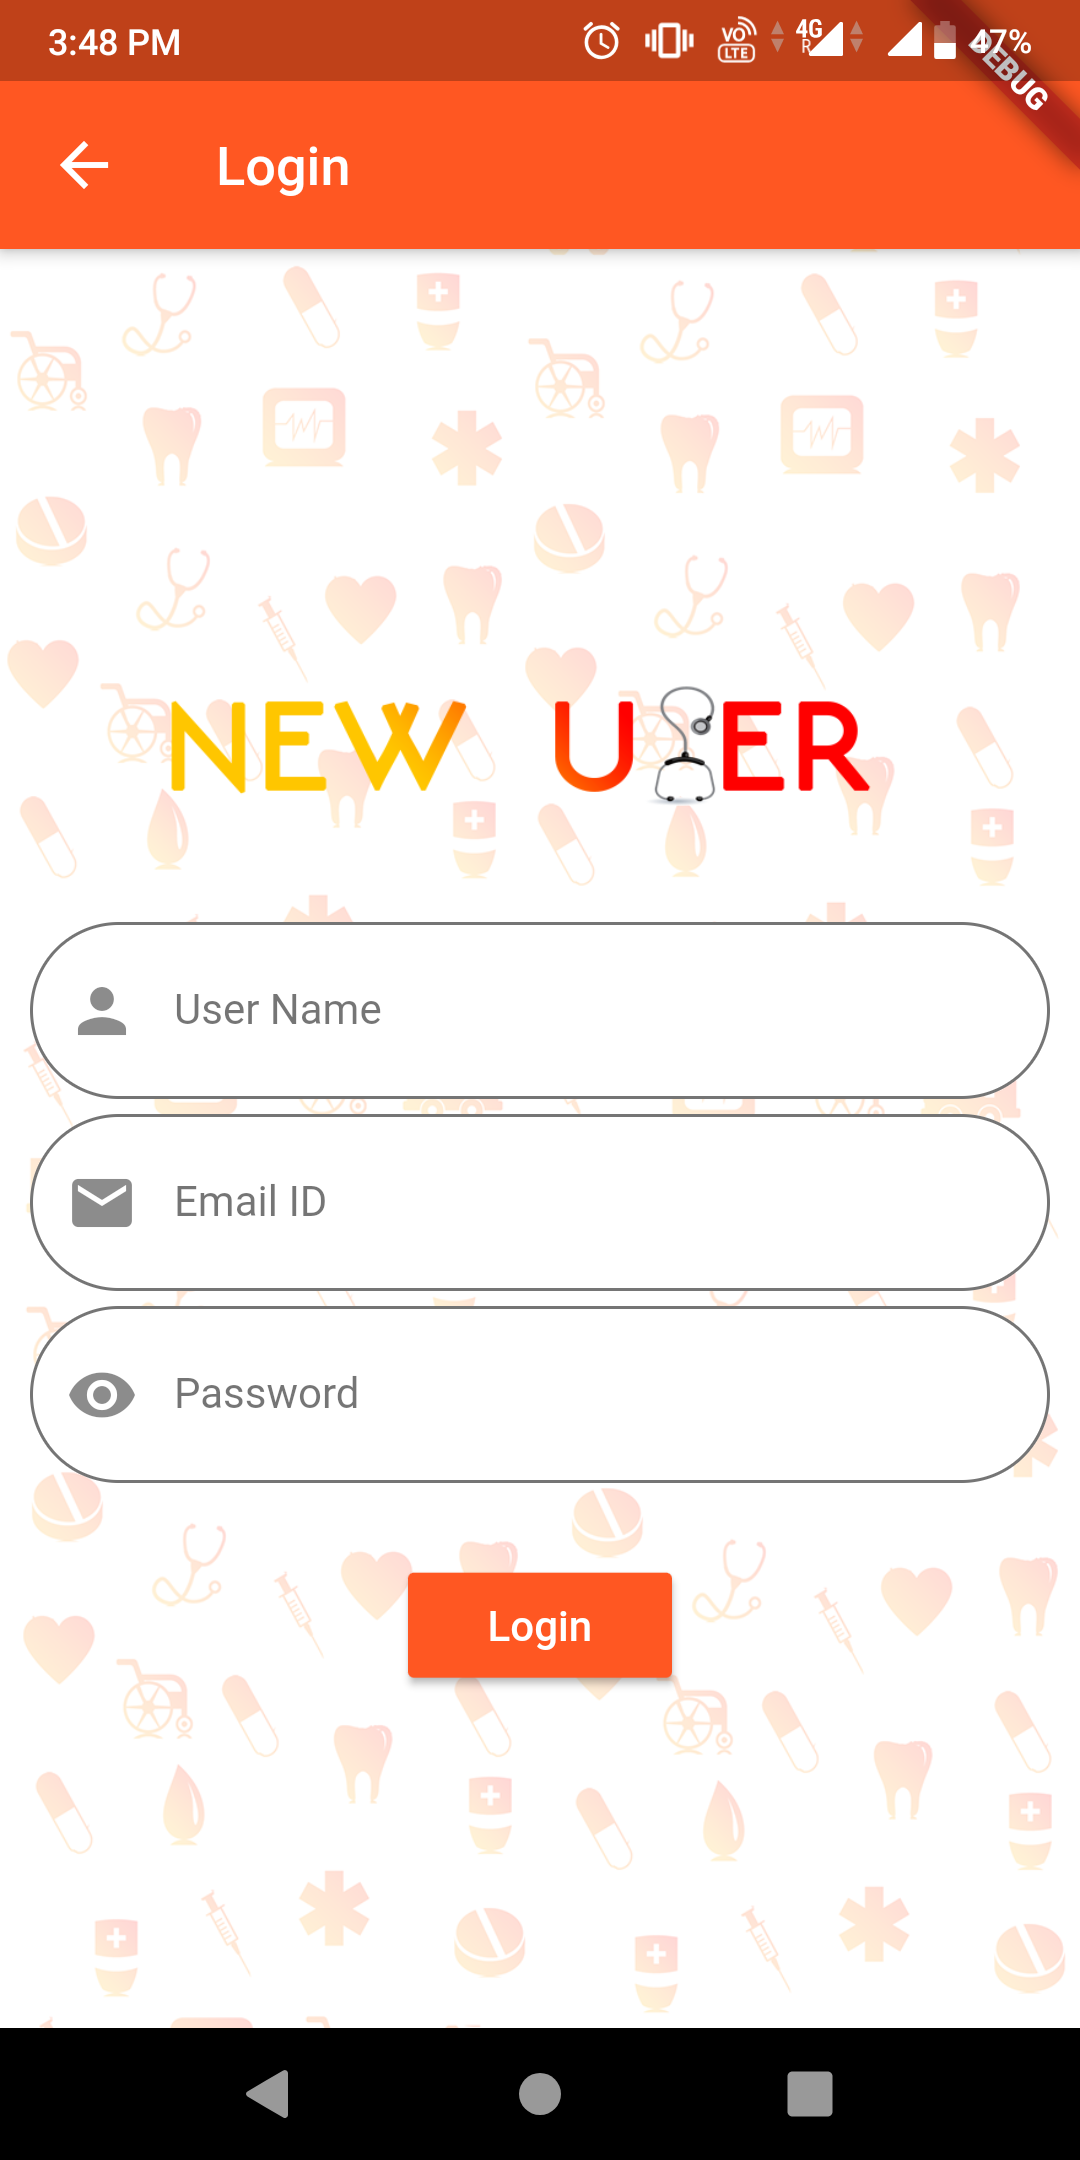 3:48 PM VO LTE 4G R 47%
DEBUG
Login
NEW USER
User Name
Email ID
Password
Login